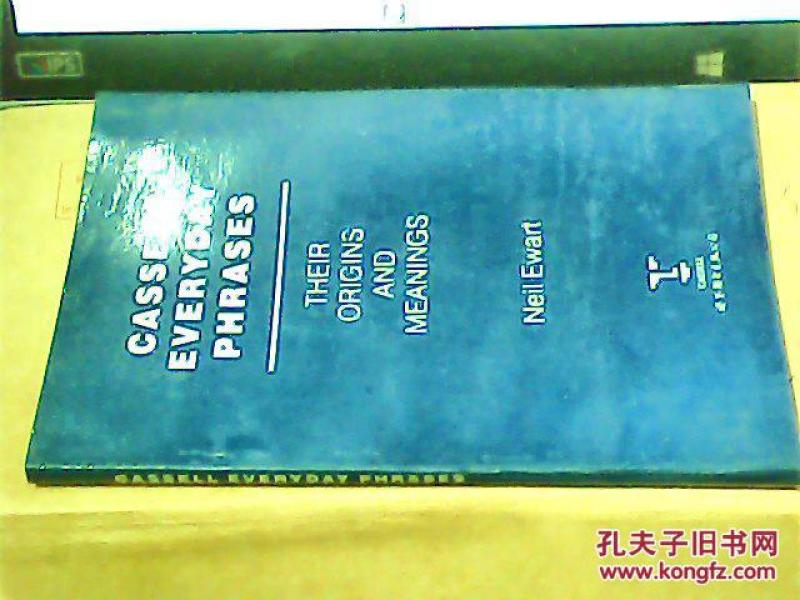 IPS
CASSELL
EVERYDAY
PHRASES
THEIR
ORIGINS
AND
MEANINGS
Neil Ewart
CASSELL EVERYDAY PHRASES
孔夫子旧书网
www.kongfz.com